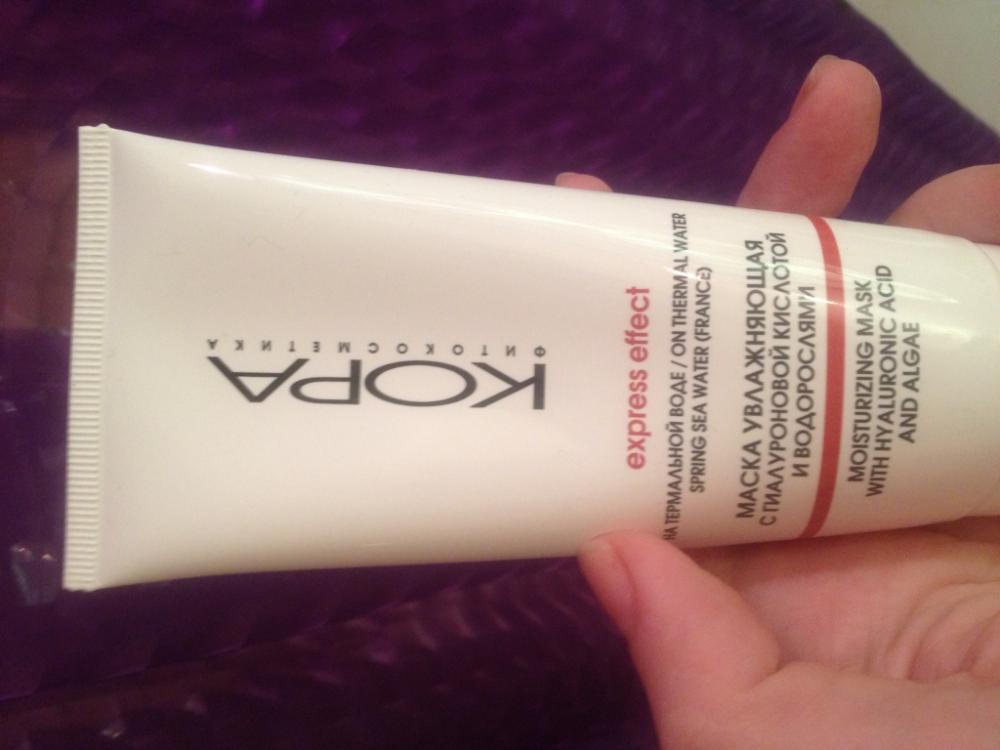 КОРА
ФИТОКОСМЕТИКА
express effect
НА ТЕРМАЛЬНОЙ ВОДЕ / ON THERMAL WATER
SPRING SEA WATER (FRANCE)
МАСКА УВЛАЖНЯЮЩАЯ
С ГИАЛУРОНОВОЙ КИСЛОТОЙ
И ВОДОРОСЛЯМИ
MOISTURIZING MASK
WITH HYALURONIC ACID
AND ALGAE